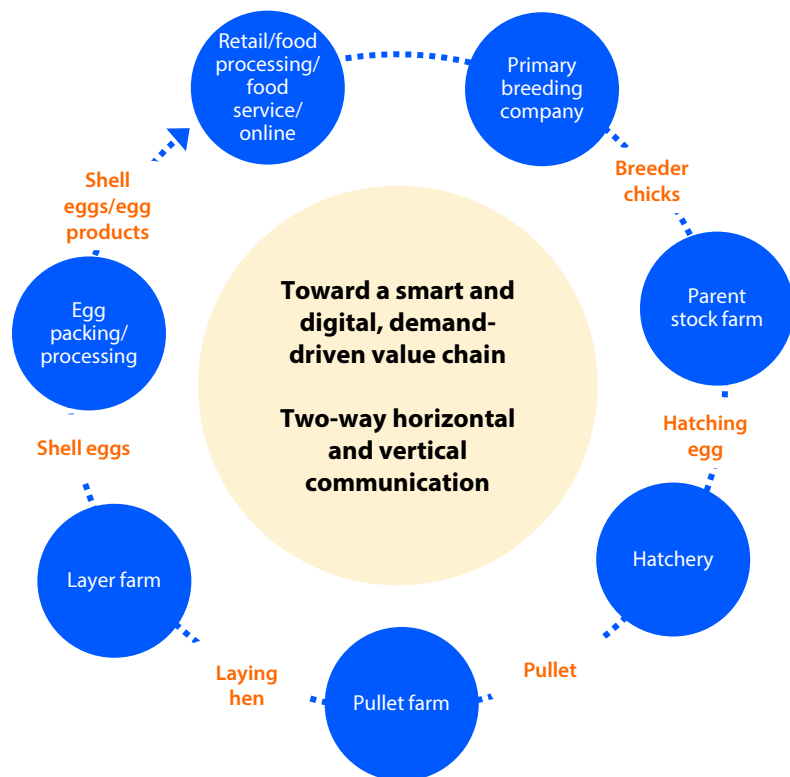 Retail/food
processing/
food
service/
online
Primary
breeding
company
Breeder
chicks
Parent
stock farm
Hatching
egg
Hatchery
Pullet
Pullet farm
Laying
hen
Layer farm
Shell eggs
Egg
packing/
processing
Shell
eggs/egg
products
Toward a smart and
digital, demand-
driven value chain
Two-way horizontal
and vertical
communication